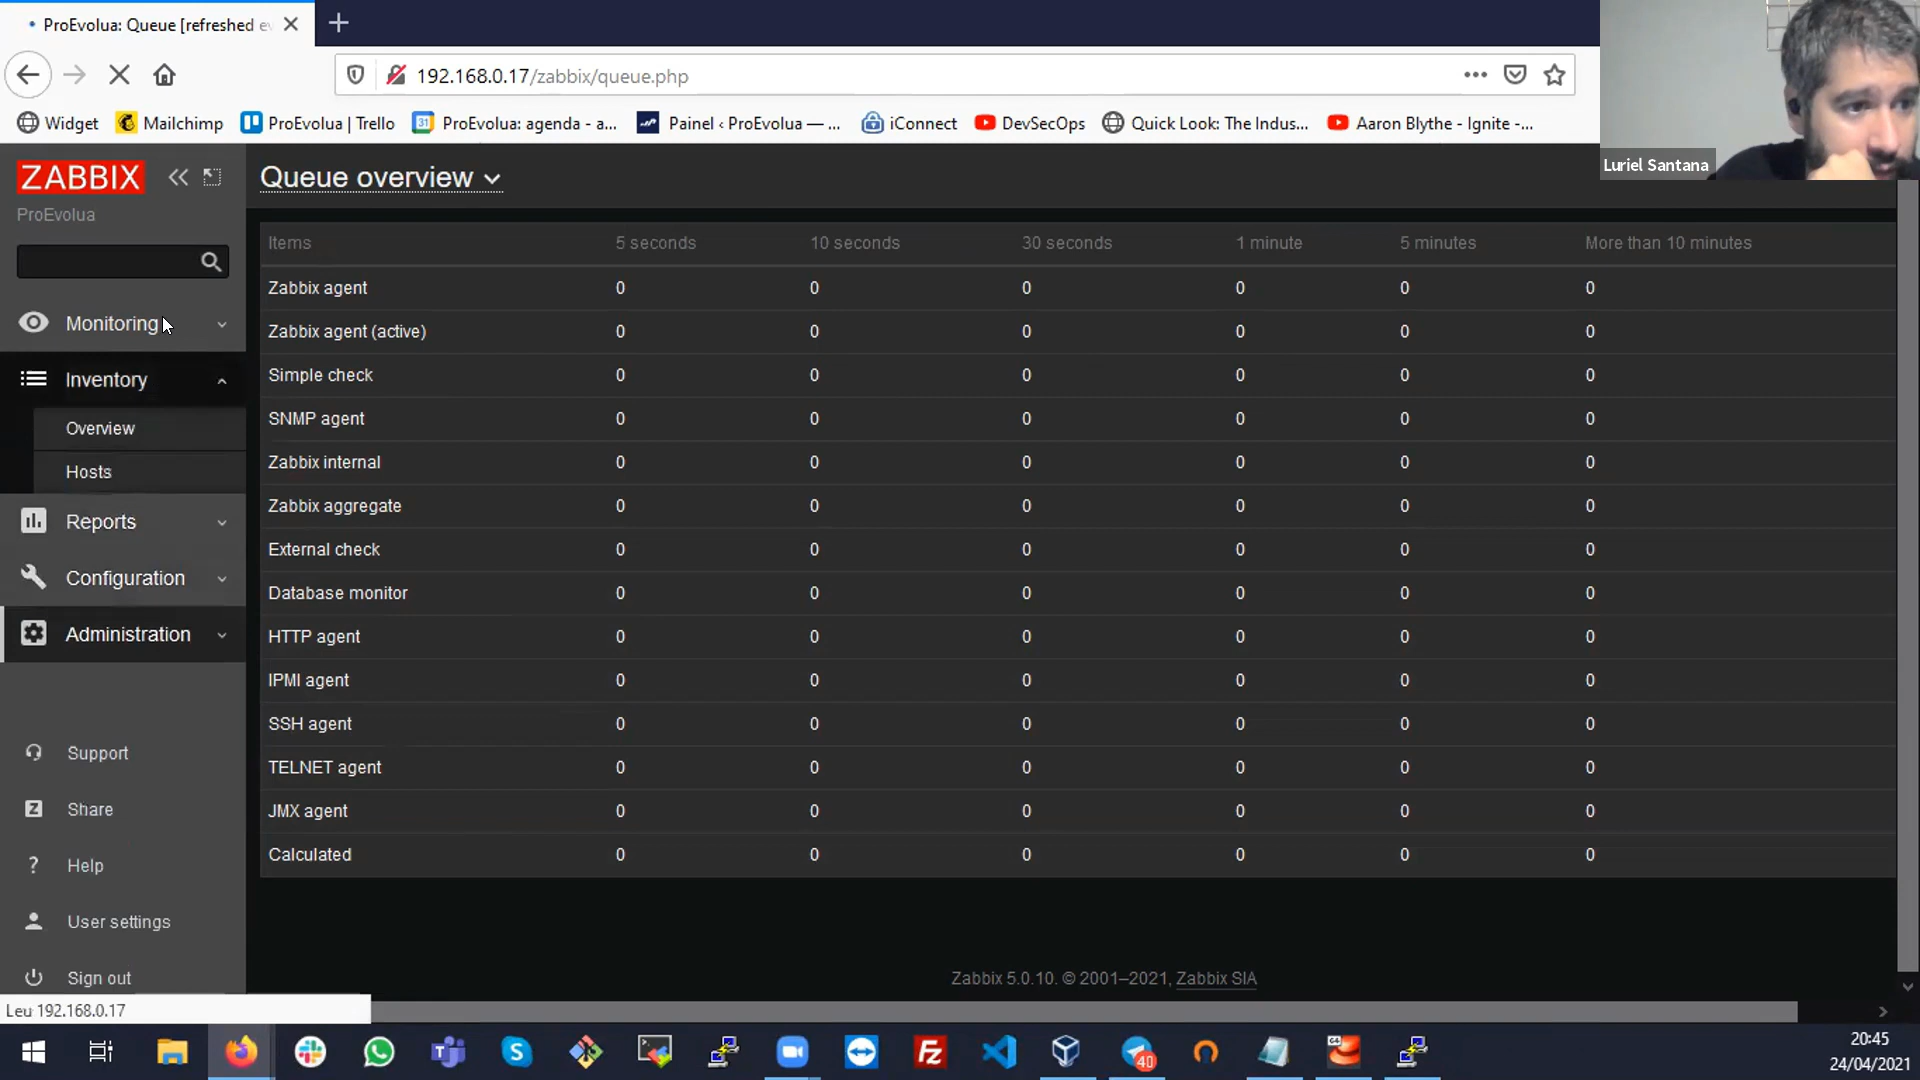 ProEvolua: Queue [refreshed ev
192.168.0.17/zabbix/queue.php
Widget
Mailchimp
ProEvolua | Trello
31
ProEvolua: agenda - a...
Painel ‹ ProEvolua — ...
iConnect
DevSecOps
Quick Look: The Indus...
Aaron Blythe - Ignite -...
Luriel Santana
ZABBIX
ProEvolua
Monitoring
Inventory
Overview
Hosts
Reports
Configuration
Administration
Support
Z Share
? Help
User settings
Sign out
Leu 192.168.0.17
Queue overview
Items 5 seconds 10 seconds 30 seconds 1 minute 5 minutes More than 10 minutes
Zabbix agent 0 0 0 0 0 0
Zabbix agent (active) 0 0 0 0 0 0
Simple check 0 0 0 0 0 0
SNMP agent 0 0 0 0 0 0
Zabbix internal 0 0 0 0 0 0
Zabbix aggregate 0 0 0 0 0 0
External check 0 0 0 0 0 0
Database monitor 0 0 0 0 0 0
HTTP agent 0 0 0 0 0 0
IPMI agent 0 0 0 0 0 0
SSH agent 0 0 0 0 0 0
TELNET agent 0 0 0 0 0 0
JMX agent 0 0 0 0 0 0
Calculated 0 0 0 0 0 0
Zabbix 5.0.10. © 2001–2021, Zabbix SIA
S
Fz
40
64
20:45
24/04/2021